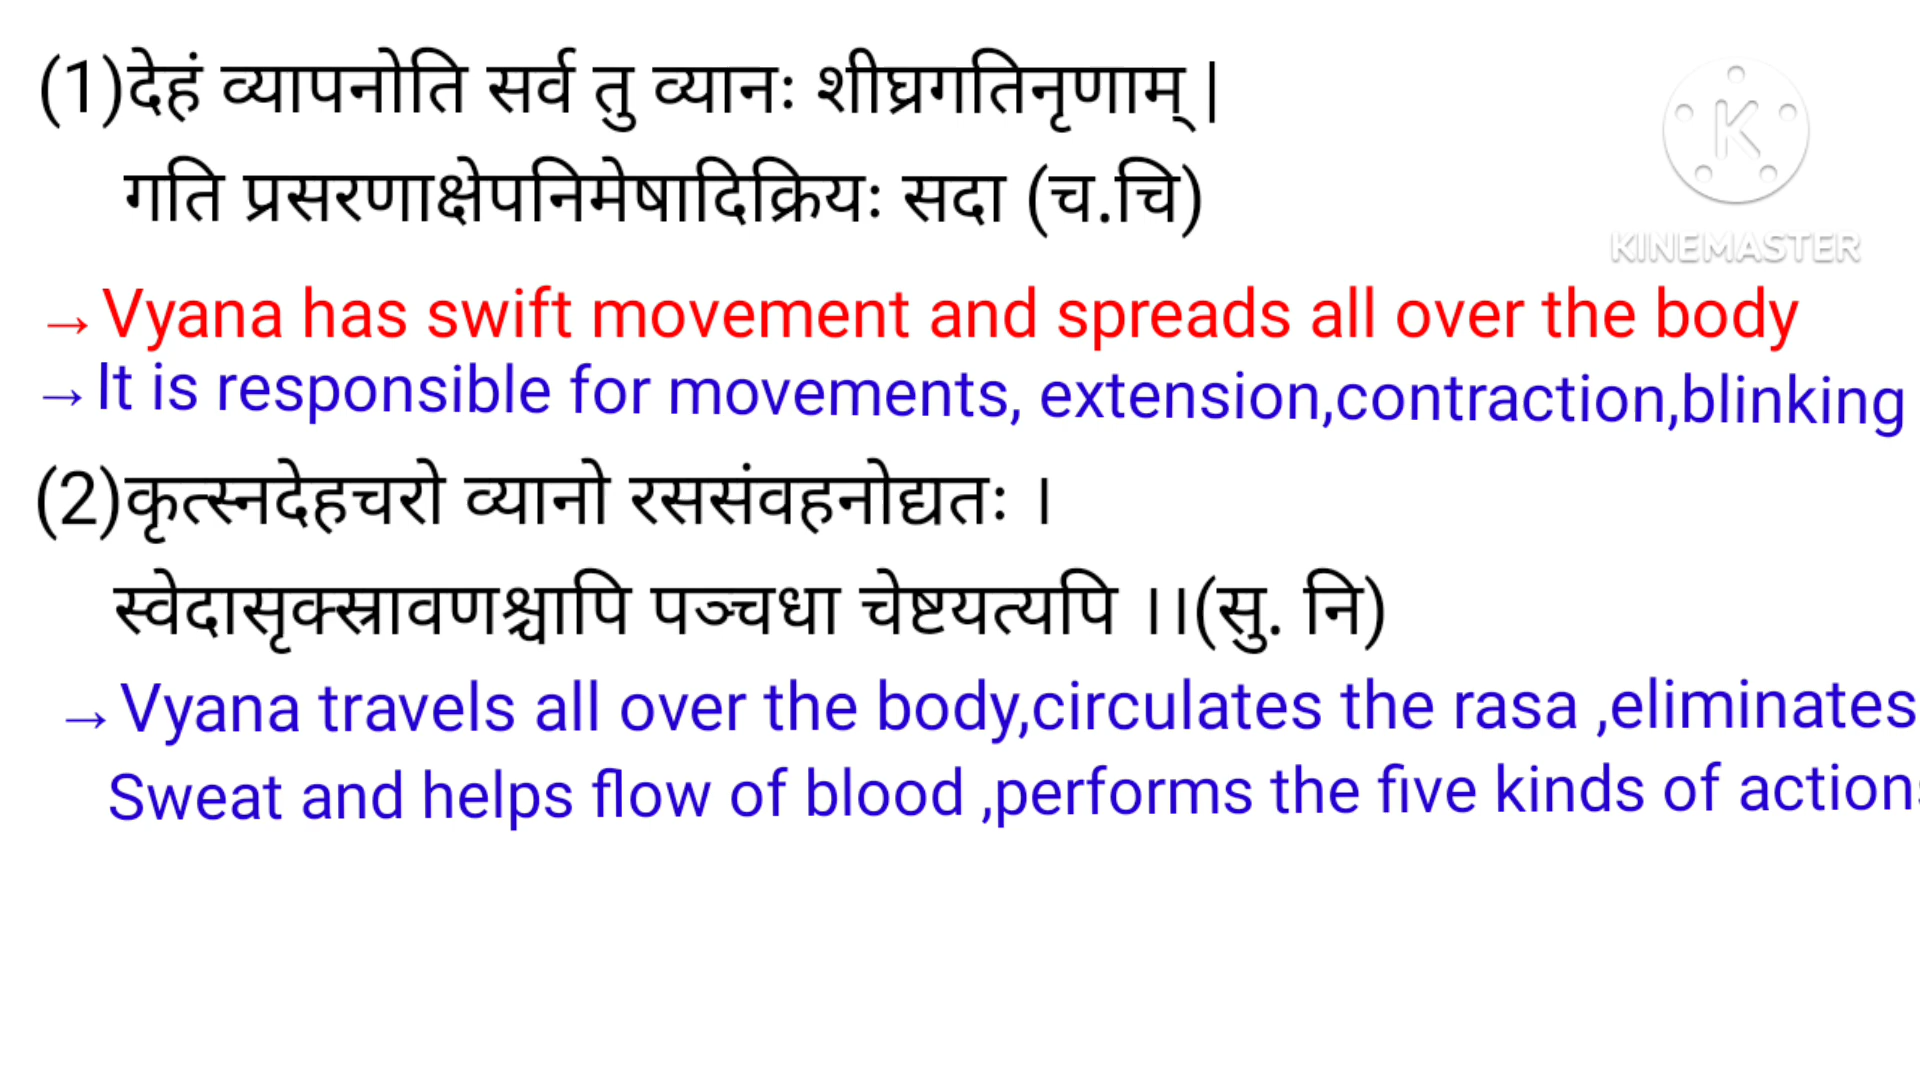 (1)देहं व्यापनोति सर्व तु व्यानः शीघ्रगतिनृणाम् |
गति प्रसरणाक्षेपनिमेषादिक्रियः सदा (च.चि)
K
KINEMASTER
→Vyana has swift movement and spreads all over the body
→It is responsible for movements, extension,contraction,blinking
(2)कृत्स्नदेहचरो व्यानो रससंवहनोद्यतः ।
स्वेदासृक्स्रावणश्चापि पञ्चधा चेष्टयत्यपि ।।(सु. नि)
→Vyana travels all over the body,circulates the rasa ,eliminates
Sweat and helps flow of blood ,performs the five kinds of actions